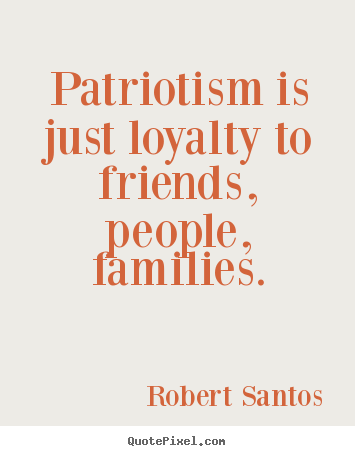 Patriotism is
just loyalty to
friends,
people,
families.
Robert Santos
QuotePixel.com